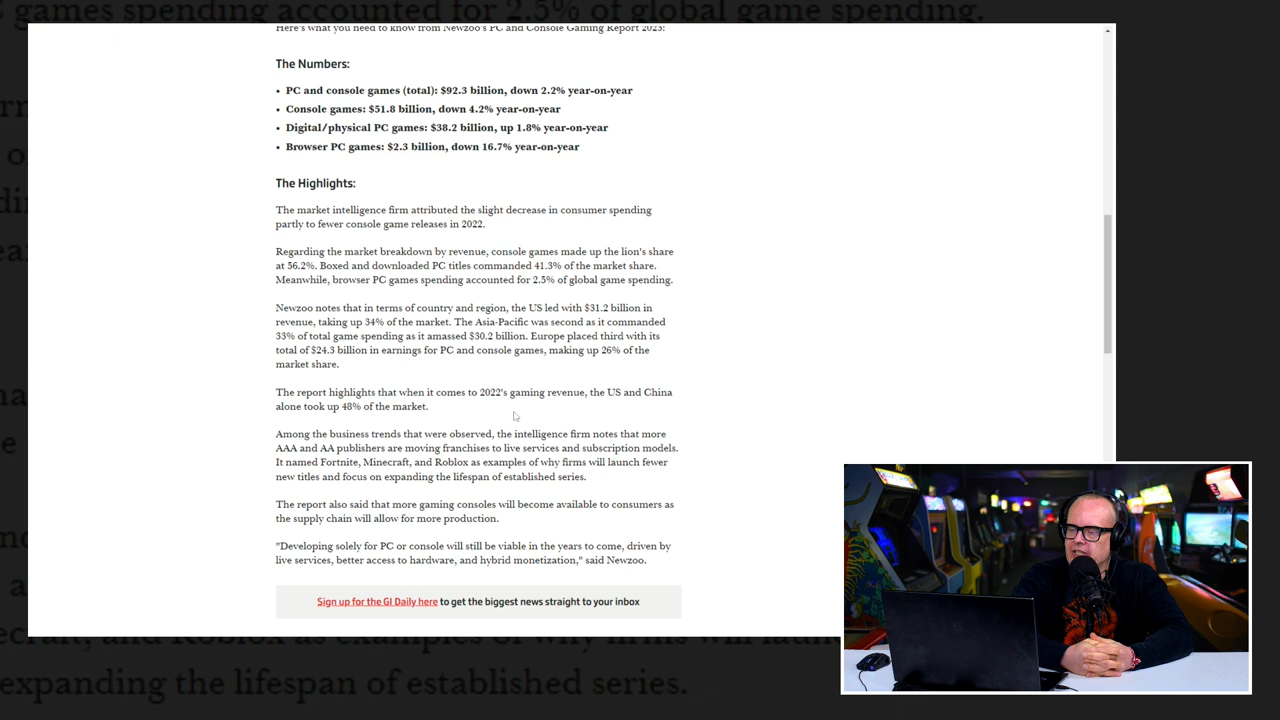 games spending accounted for 2.5% of global game spending.
Here's what you need to know from Newzoo's PC and Console Gaming Report 2023:
The Numbers:
• PC and console games (total): $92.3 billion, down 2.2% year-on-year
• Console games: $51.8 billion, down 4.2% year-on-year
• Digital/physical PC games: $38.2 billion, up 1.8% year-on-year
• Browser PC games: $2.3 billion, down 16.7% year-on-year
The Highlights:
The market intelligence firm attributed the slight decrease in consumer spending
partly to fewer console game releases in 2022.
Regarding the market breakdown by revenue, console games made up the lion's share
at 56.2%. Boxed and downloaded PC titles commanded 41.3% of the market share.
Meanwhile, browser PC games spending accounted for 2.5% of global game spending.
Newzoo notes that in terms of country and region, the US led with $31.2 billion in
revenue, taking up 34% of the market. The Asia-Pacific was second as it commanded
33% of total game spending as it amassed $30.2 billion. Europe placed third with its
total of $24.3 billion in earnings for PC and console games, making up 26% of the
market share.
The report highlights that when it comes to 2022's gaming revenue, the US and China
alone took up 48% of the market.
Among the business trends that were observed, the intelligence firm notes that more
AAA and AA publishers are moving franchises to live services and subscription models.
It named Fortnite, Minecraft, and Roblox as examples of why firms will launch fewer
new titles and focus on expanding the lifespan of established series.
The report also said that more gaming consoles will become available to consumers as
the supply chain will allow for more production.
"Developing solely for PC or console will still be viable in the years to come, driven by
live services, better access to hardware, and hybrid monetization," said Newzoo.
Sign up for the GI Daily here to get the biggest news straight to your inbox
expanding the lifespan of established series.